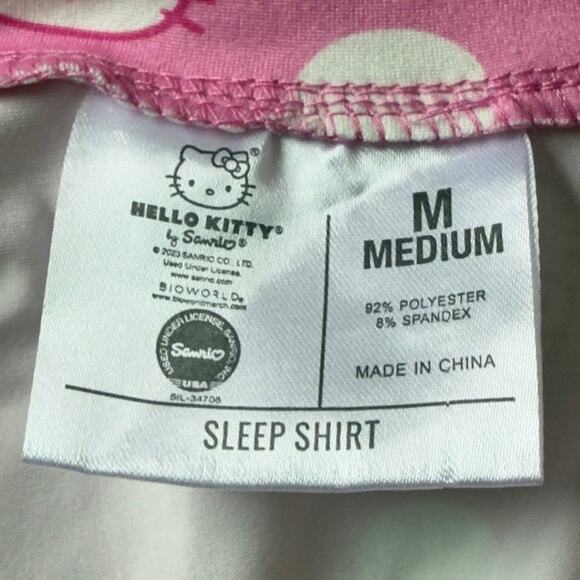 HELLO KITTY®
by Sanrio®
© 2023 SANRIO CO., LTD.
Used Under License.
www.sanrio.com
BIOWORLD®
www.bioworldmerch.com
USED UNDER LICENSE, SANRIO, INC.
Sanrio
USA
SIL-34706
M
MEDIUM
92% POLYESTER
8% SPANDEX
MADE IN CHINA
SLEEP SHIRT